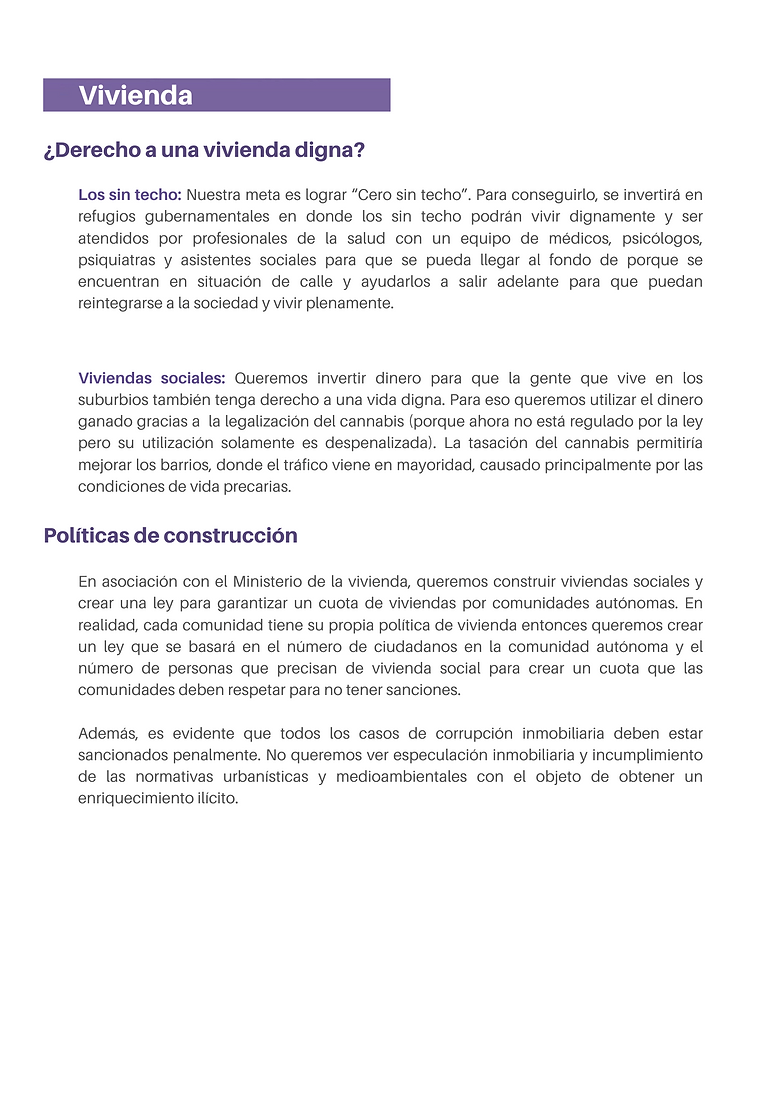 Vivienda
¿Derecho a una vivienda digna?
Los sin techo: Nuestra meta es lograr “Cero sin techo”. Para conseguirlo, se invertirá en
refugios gubernamentales en donde los sin techo podrán vivir dignamente y ser
atendidos por profesionales de la salud con un equipo de médicos, psicólogos,
psiquiatras y asistentes sociales para que se pueda llegar al fondo de porque se
encuentran en situación de calle y ayudarlos a salir adelante para que puedan
reintegrarse a la sociedad y vivir plenamente.
Viviendas sociales: Queremos invertir dinero para que la gente que vive en los
suburbios también tenga derecho a una vida digna. Para eso queremos utilizar el dinero
ganado gracias a  la legalización del cannabis (porque ahora no está regulado por la ley
pero su utilización solamente es despenalizada). La tasación del cannabis permitiría
mejorar los barrios, donde el tráfico viene en mayoridad, causado principalmente por las
condiciones de vida precarias.
Políticas de construcción
En asociación con el Ministerio de la vivienda, queremos construir viviendas sociales y
crear una ley para garantizar un cuota de viviendas por comunidades autónomas. En
realidad, cada comunidad tiene su propia política de vivienda entonces queremos crear
un ley que se basará en el número de ciudadanos en la comunidad autónoma y el
número de personas que precisan de vivienda social para crear un cuota que las
comunidades deben respetar para no tener sanciones.
Además, es evidente que todos los casos de corrupción inmobiliaria deben estar
sancionados penalmente. No queremos ver especulación inmobiliaria y incumplimiento
de las normativas urbanísticas y medioambientales con el objeto de obtener un
enriquecimiento ilícito.